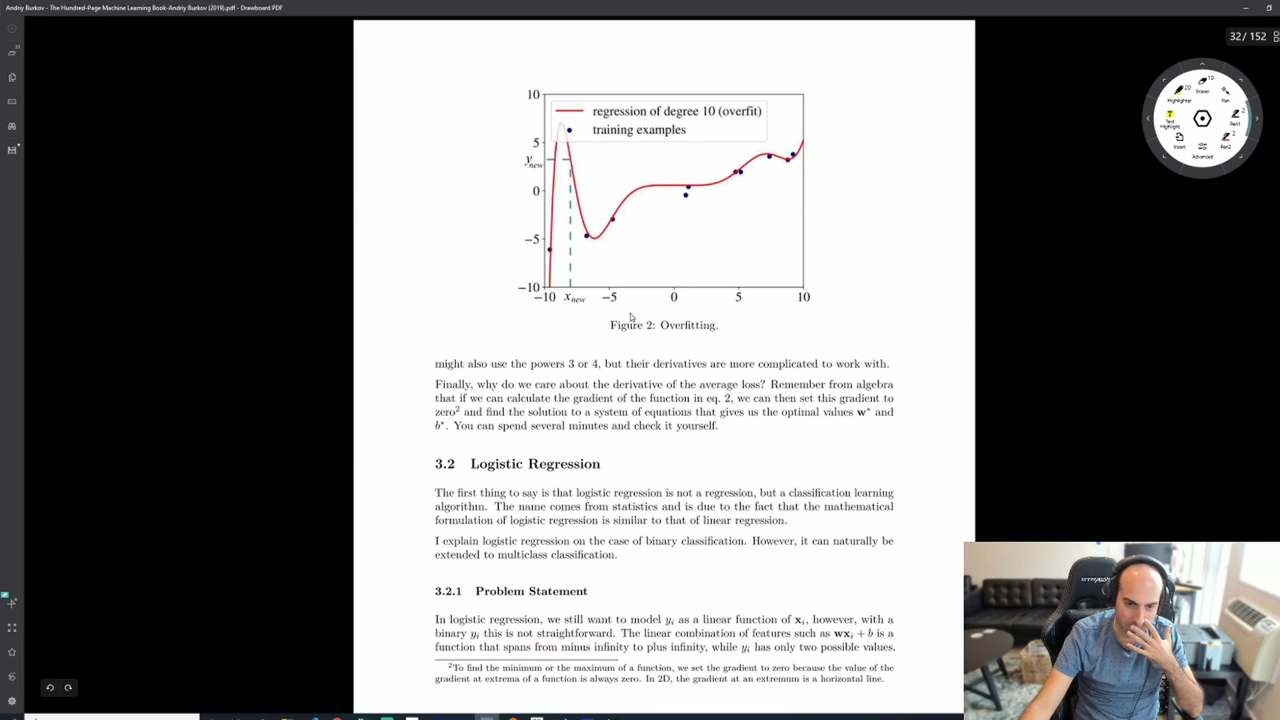 Andriy Burkov - The Hundred-Page Machine Learning Book-Andriy Burkov (2019).pdf - Drawboard PDF
32/ 152
Highlighter
20
Eraser
10
Pen
Text Highlight
Pen1
2
Insert
Pen2
2
Advanced
10
regression of degree 10 (overfit)
training examples
5
ynew
0
−5
−10
−10 xnew −5 0 5 10
Figure 2: Overfitting.
might also use the powers 3 or 4, but their derivatives are more complicated to work with.
Finally, why do we care about the derivative of the average loss? Remember from algebra
that if we can calculate the gradient of the function in eq. 2, we can then set this gradient to
zero² and find the solution to a system of equations that gives us the optimal values w* and
b*. You can spend several minutes and check it yourself.
3.2 Logistic Regression
The first thing to say is that logistic regression is not a regression, but a classification learning
algorithm. The name comes from statistics and is due to the fact that the mathematical
formulation of logistic regression is similar to that of linear regression.
I explain logistic regression on the case of binary classification. However, it can naturally be
extended to multiclass classification.
3.2.1 Problem Statement
In logistic regression, we still want to model yi as a linear function of xi, however, with a
binary yi this is not straightforward. The linear combination of features such as wxi + b is a
function that spans from minus infinity to plus infinity, while yi has only two possible values.
²To find the minimum or the maximum of a function, we set the gradient to zero because the value of the
gradient at extrema of a function is always zero. In 2D, the gradient at an extremum is a horizontal line.